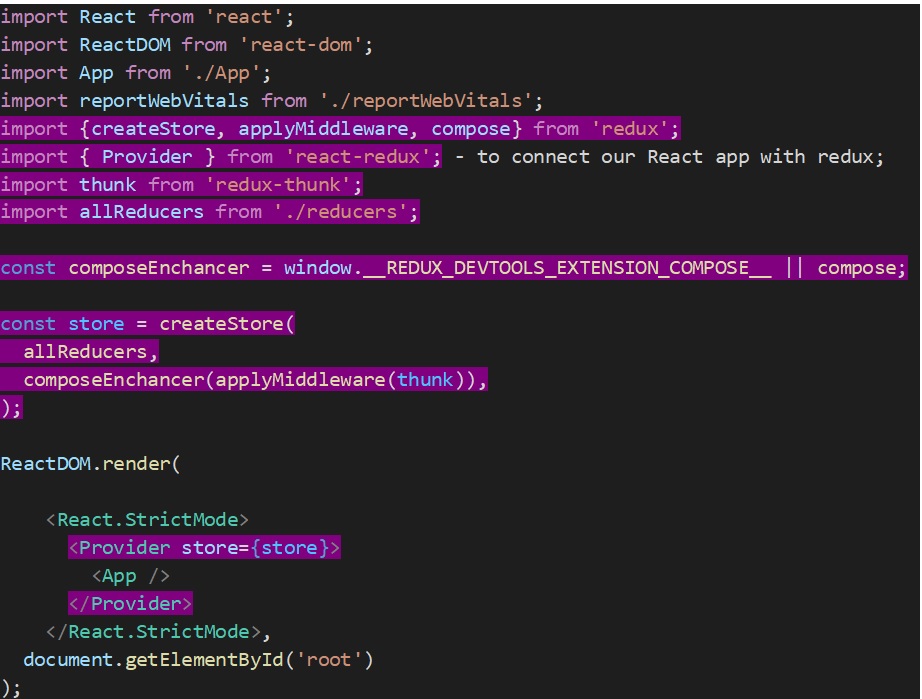 import React from 'react';
import ReactDOM from 'react-dom';
import App from './App';
import reportWebVitals from './reportWebVitals';
import {createStore, applyMiddleware, compose} from 'redux';
import { Provider } from 'react-redux'; - to connect our React app with redux;
import thunk from 'redux-thunk';
import allReducers from './reducers';
const composeEnchancer = window.__REDUX_DEVTOOLS_EXTENSION_COMPOSE__ || compose;
const store = createStore(
  allReducers,
  composeEnchancer(applyMiddleware(thunk)),
);
ReactDOM.render(
    <React.StrictMode>
      <Provider store={store}>
        <App />
      </Provider>
    </React.StrictMode>,
  document.getElementById('root')
);